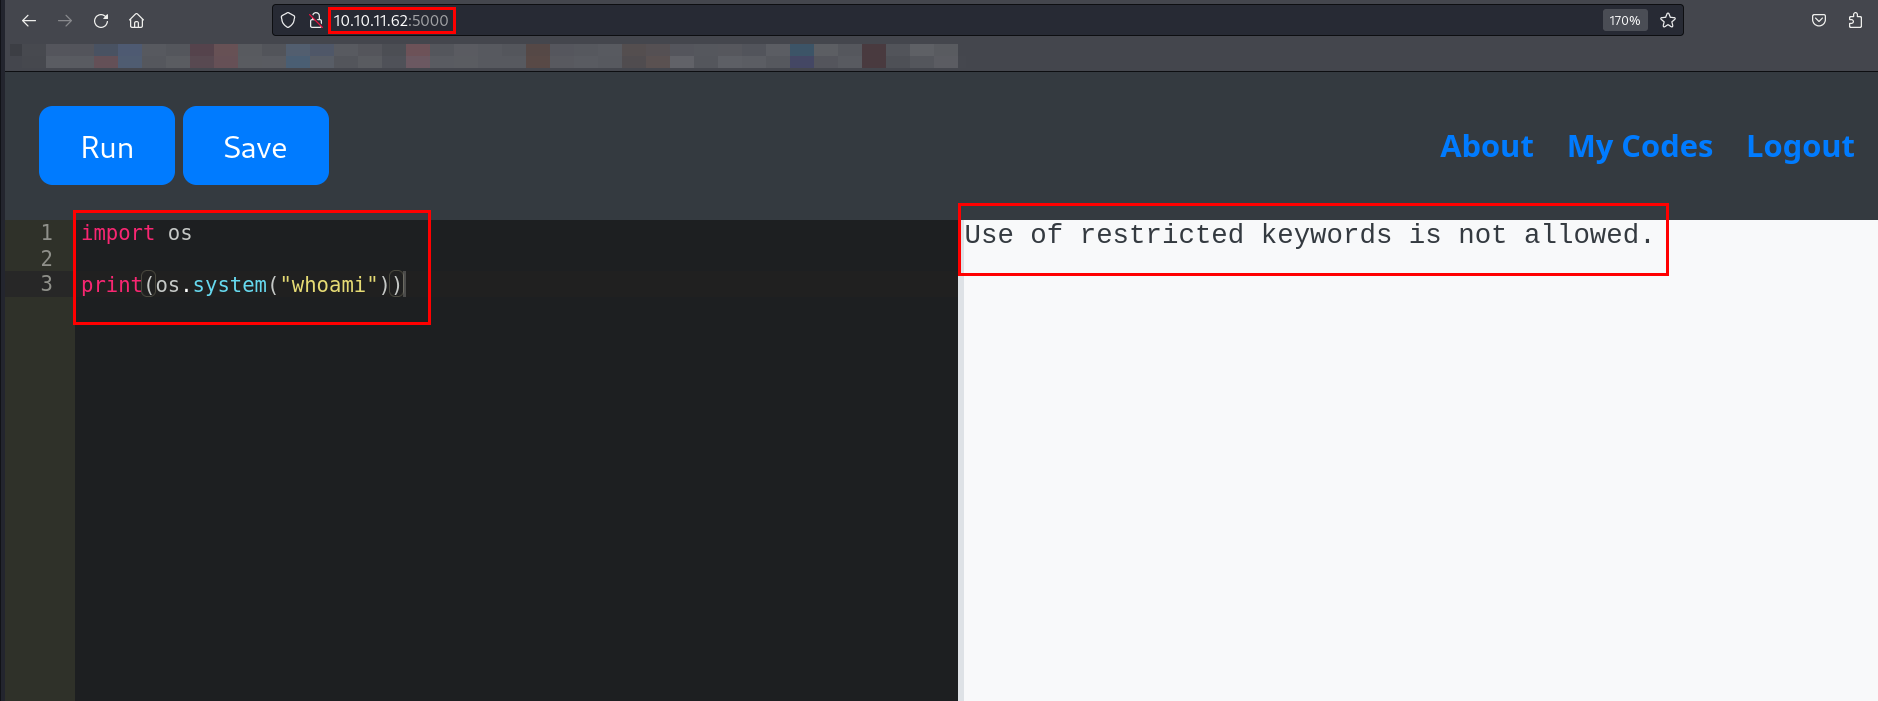 10.10.11.62:5000
170%
Run
Save
About
My Codes
Logout
1 import os
2
3 print(os.system("whoami"))
Use of restricted keywords is not allowed.